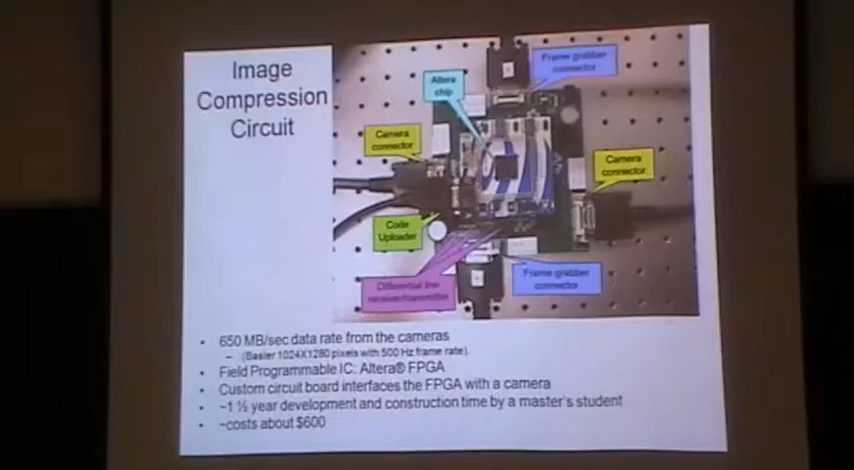 Image
Compression
Circuit
Frame grabber
connector
Altera
chip
Camera
connector
Camera
connector
Code
Uploader
Differential line
receiver/transmitter
Frame grabber
connector
• 650 MB/sec data rate from the cameras
– (Basler 1024X1280 pixels with 500 Hz frame rate).
• Field Programmable IC: Altera® FPGA
• Custom circuit board interfaces the FPGA with a camera
• ~1 ½ year development and construction time by a master's student
• ~costs about $600